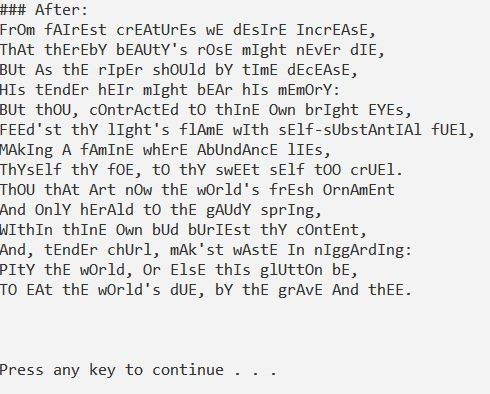 ### After:
FrOm fAIrEst crEAtUrEs wE dEsIrE IncrEAsE,
ThAt thErEbY bEAUtY's rOsE mIght nEvEr dIE,
BUt As thE rIpEr shOUld bY tImE dEcEAsE,
HIs tEndEr hEIr mIght bEAr hIs mEmOrY:
BUt thOU, cOntrActEd tO thInE Own brIght EYEs,
FEEd'st thY lIght's flAmE wIth sElf-sUbstAntIAl fUEl,
MAkIng A fAmInE whErE AbUndAncE lIEs,
ThYsElf thY fOE, tO thY swEEt sElf tOO crUEl.
ThOU thAt Art nOw thE wOrld's frEsh OrnAmEnt
And OnlY hErAld tO thE gAUdY sprIng,
WIthIn thInE Own bUd bUrIEst thY cOntEnt,
And, tEndEr chUrl, mAk'st wAstE In nIggArdIng:
PItY thE wOrld, Or ElsE thIs glUttOn bE,
TO EAt thE wOrld's dUE, bY thE grAvE And thEE.
Press any key to continue . . .